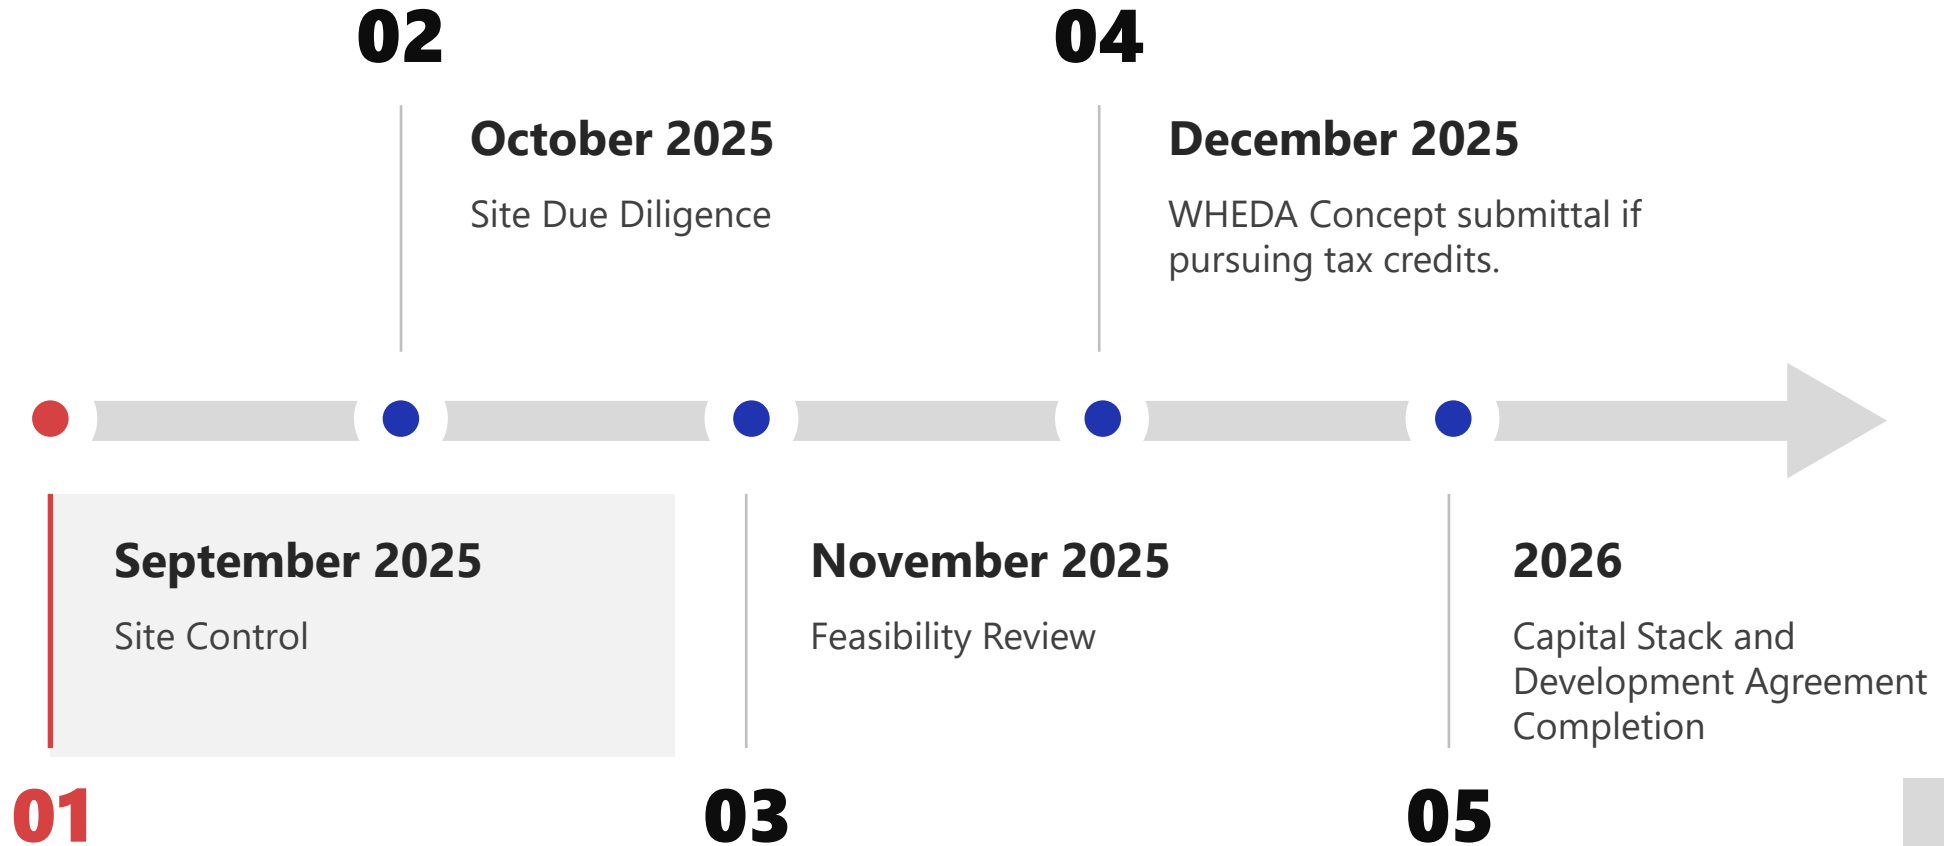 02
October 2025
Site Due Diligence
04
December 2025
WHEDA Concept submittal if
pursuing tax credits.
September 2025
Site Control
01
November 2025
Feasibility Review
03
2026
Capital Stack and
Development Agreement
Completion
05